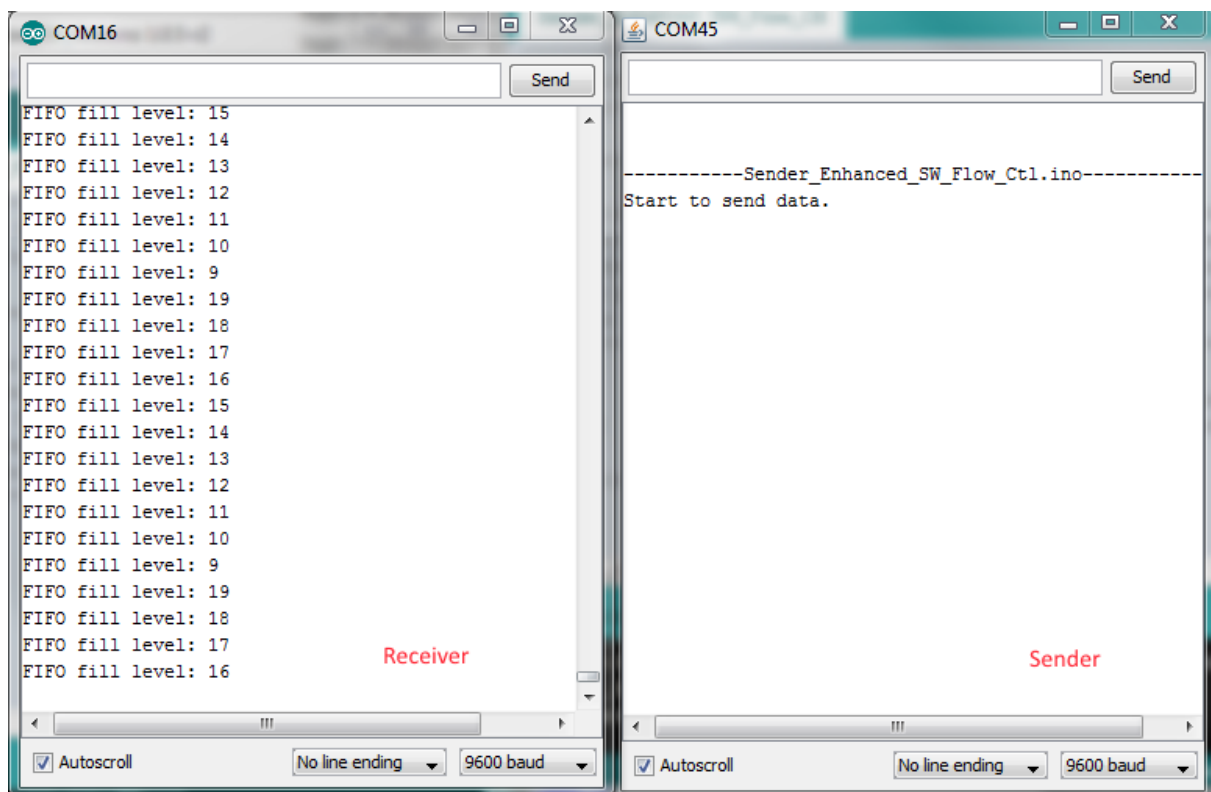 COM16
Send
FIFO fill level: 15
FIFO fill level: 14
FIFO fill level: 13
FIFO fill level: 12
FIFO fill level: 11
FIFO fill level: 10
FIFO fill level: 9
FIFO fill level: 19
FIFO fill level: 18
FIFO fill level: 17
FIFO fill level: 16
FIFO fill level: 15
FIFO fill level: 14
FIFO fill level: 13
FIFO fill level: 12
FIFO fill level: 11
FIFO fill level: 10
FIFO fill level: 9
FIFO fill level: 19
FIFO fill level: 18
FIFO fill level: 17
FIFO fill level: 16
Receiver
Autoscroll
No line ending
9600 baud
COM45
Send
-----------Sender_Enhanced_SW_Flow_Ctl.ino-----------
Start to send data.
Sender
Autoscroll
No line ending
9600 baud